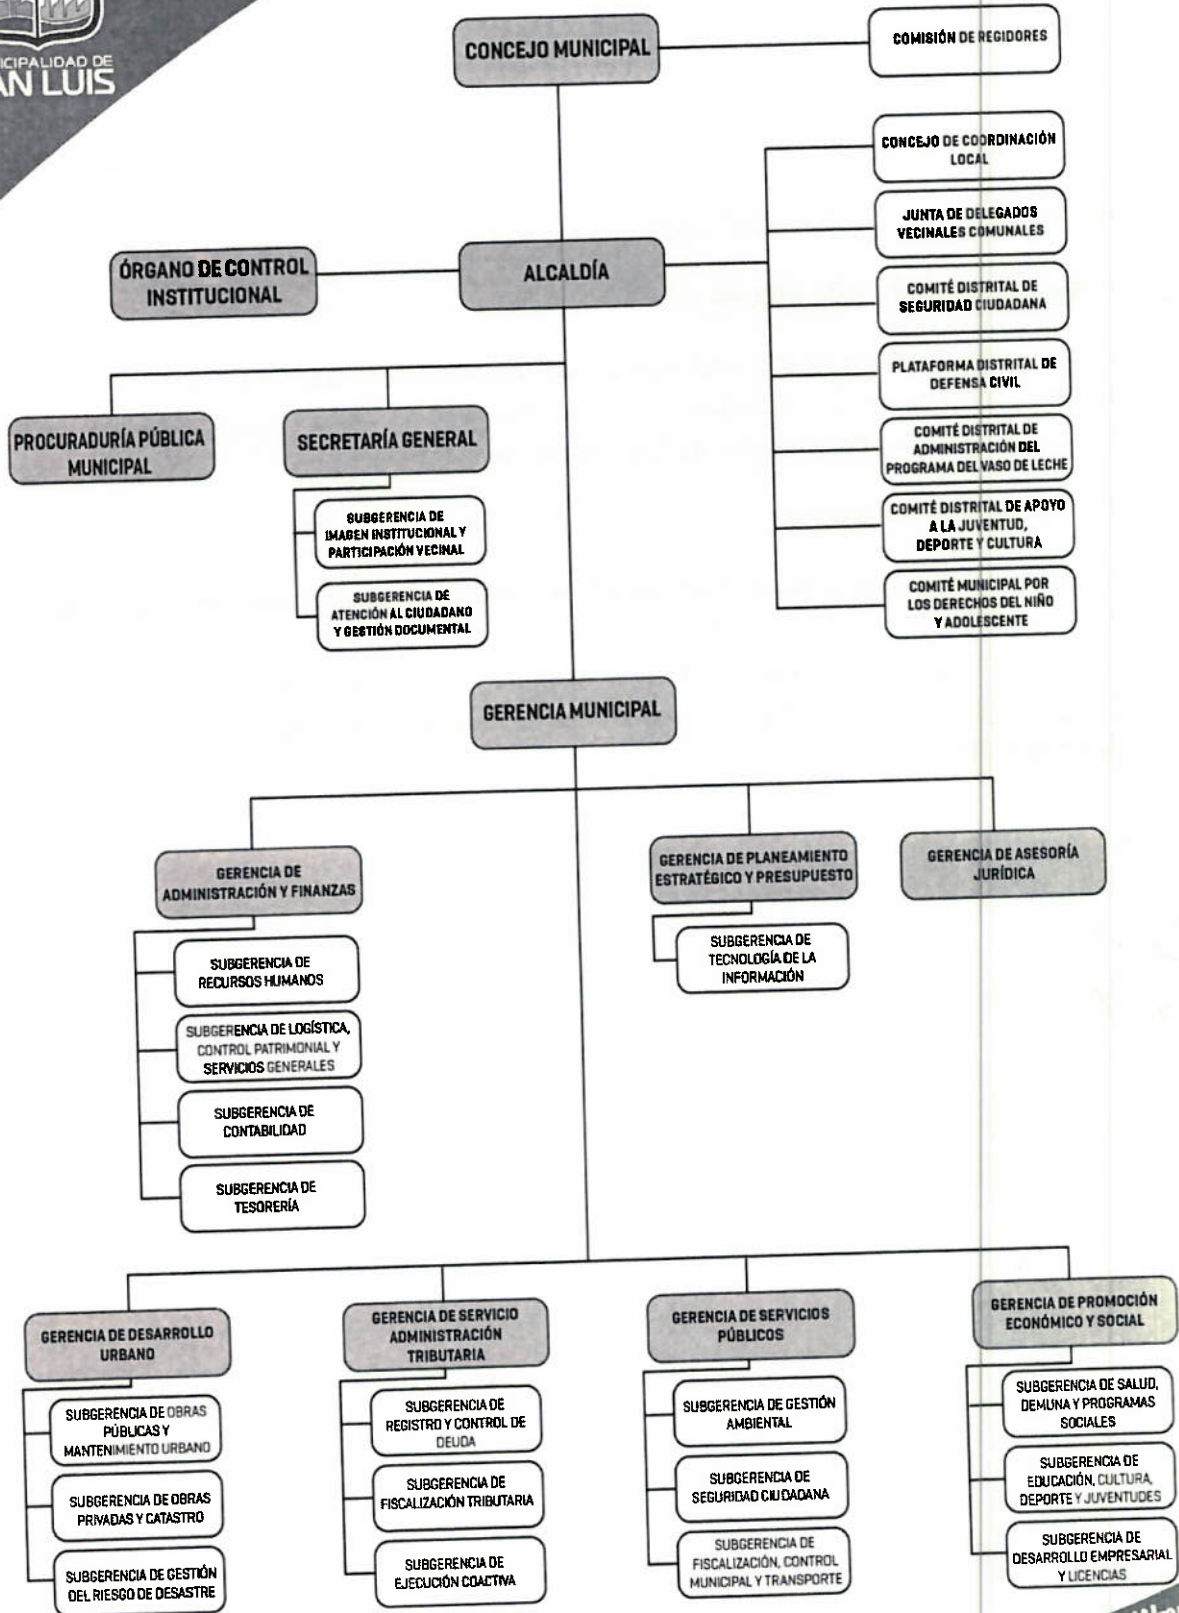 SAN LUIS
CONCEJO MUNICIPAL
COMISIÓN DE REGIDORES
CONCEJO DE COORDINACIÓN
LOCAL
JUNTA DE DELEGADOS
VECINALES COMUNALES
ÓRGANO DE CONTROL
INSTITUCIONAL
ALCALDÍA
COMITÉ DISTRITAL DE
SEGURIDAD CIUDADANA
PLATAFORMA DISTRITAL DE
DEFENSA CIVIL
COMITÉ DISTRITAL DE
ADMINISTRACIÓN DEL
PROGRAMA DEL VASO DE LECHE
COMITÉ DISTRITAL DE APOYO
A LA JUVENTUD,
DEPORTE Y CULTURA
COMITÉ MUNICIPAL POR
LOS DERECHOS DEL NIÑO
Y ADOLESCENTE
PROCURADURÍA PÚBLICA
MUNICIPAL
SECRETARÍA GENERAL
SUBGERENCIA DE
IMAGEN INSTITUCIONAL Y
PARTICIPACIÓN VECINAL
SUBGERENCIA DE
ATENCIÓN AL CIUDADANO
Y GESTIÓN DOCUMENTAL
GERENCIA MUNICIPAL
GERENCIA DE
ADMINISTRACIÓN Y FINANZAS
SUBGERENCIA DE
RECURSOS HUMANOS
SUBGERENCIA DE LOGÍSTICA,
CONTROL PATRIMONIAL Y
SERVICIOS GENERALES
SUBGERENCIA DE
CONTABILIDAD
SUBGERENCIA DE
TESORERÍA
GERENCIA DE PLANEAMIENTO
ESTRATÉGICO Y PRESUPUESTO
SUBGERENCIA DE
TECNOLOGÍA DE LA
INFORMACIÓN
GERENCIA DE ASESORÍA
JURÍDICA
GERENCIA DE DESARROLLO
URBANO
SUBGERENCIA DE OBRAS
PÚBLICAS Y
MANTENIMIENTO URBANO
SUBGERENCIA DE OBRAS
PRIVADAS Y CATASTRO
SUBGERENCIA DE GESTIÓN
DEL RIESGO DE DESASTRE
GERENCIA DE SERVICIO
ADMINISTRACIÓN
TRIBUTARIA
SUBGERENCIA DE
REGISTRO Y CONTROL DE
DEUDA
SUBGERENCIA DE
FISCALIZACIÓN TRIBUTARIA
SUBGERENCIA DE
EJECUCIÓN COACTIVA
GERENCIA DE SERVICIOS
PÚBLICOS
SUBGERENCIA DE GESTIÓN
AMBIENTAL
SUBGERENCIA DE
SEGURIDAD CIUDADANA
SUBGERENCIA DE
FISCALIZACIÓN, CONTROL
MUNICIPAL Y TRANSPORTE
GERENCIA DE PROMOCIÓN
ECONÓMICO Y SOCIAL
SUBGERENCIA DE SALUD,
DEMUNA Y PROGRAMAS
SOCIALES
SUBGERENCIA DE
EDUCACIÓN, CULTURA,
DEPORTE Y JUVENTUDES
SUBGERENCIA DE
DESARROLLO EMPRESARIAL
Y LICENCIAS